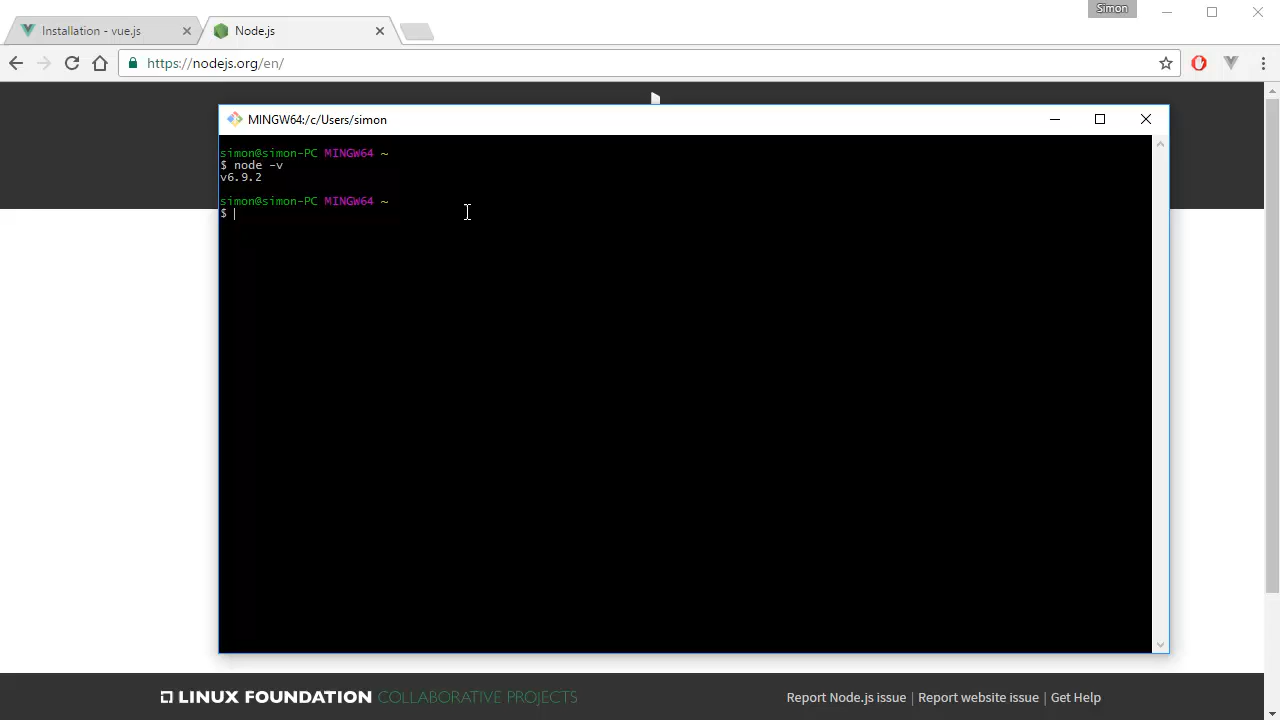 Simon
Installation - vue.js
Node.js
https://nodejs.org/en/
MINGW64:/c/Users/simon
simon@simon-PC MINGW64 ~
$ node -v
v6.9.2
simon@simon-PC MINGW64 ~
$
LINUX FOUNDATION COLLABORATIVE PROJECTS
Report Node.js issue | Report website issue | Get Help